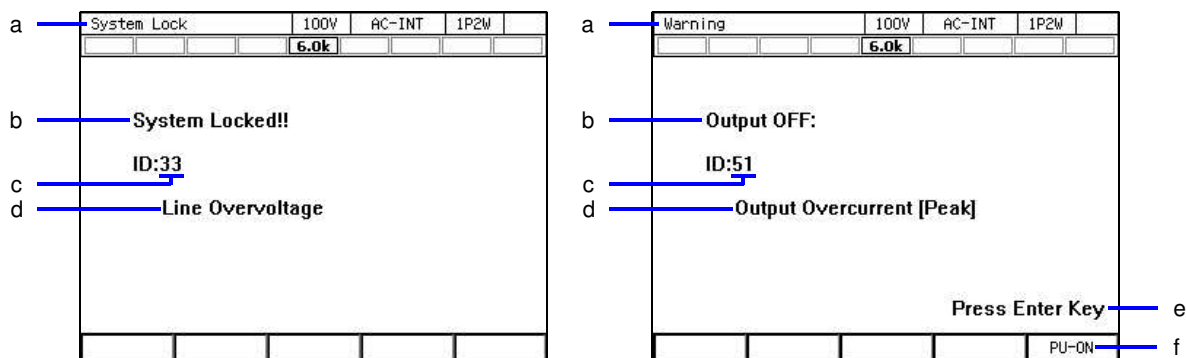 a System Lock 100V AC-INT 1P2W
6.0k
b System Locked!!
ID:33
c
d Line Overvoltage
a Warning 100V AC-INT 1P2W
6.0k
b Output OFF:
ID:51
c
d Output Overcurrent [Peak]
Press Enter Key e
PU-ON f